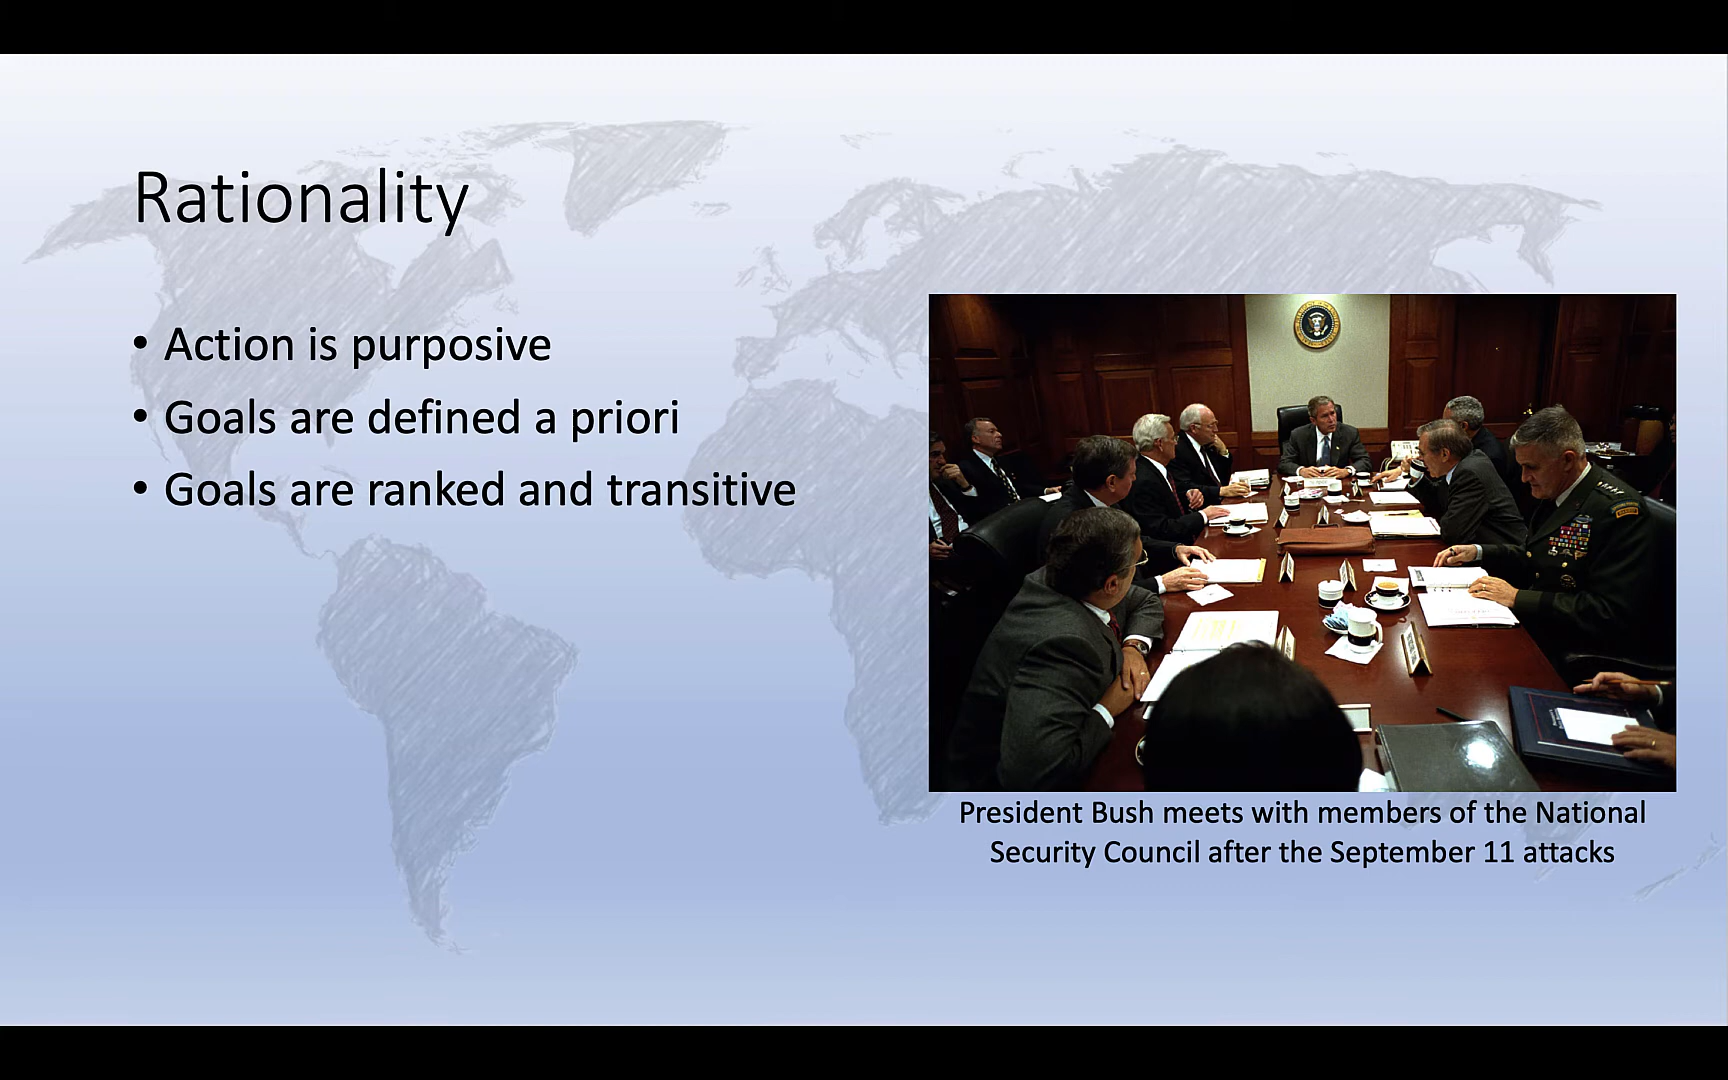 Rationality
• Action is purposive
• Goals are defined a priori
• Goals are ranked and transitive
President Bush meets with members of the National
Security Council after the September 11 attacks